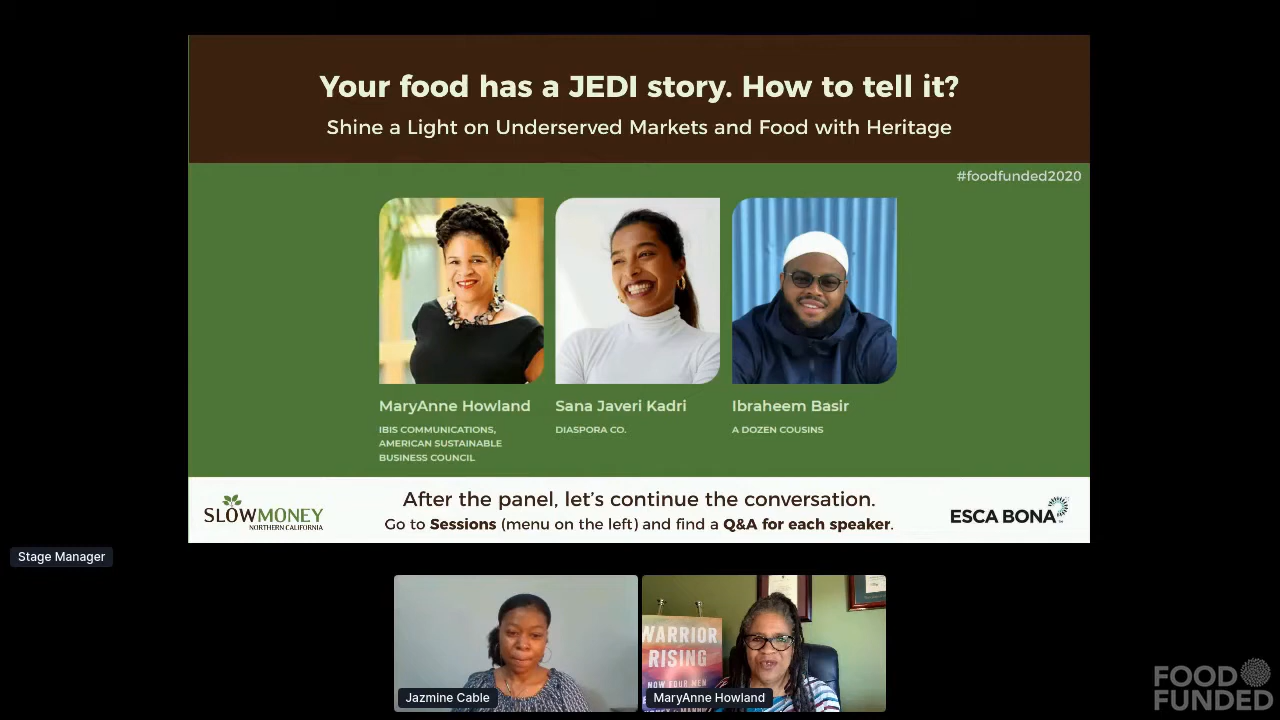 Your food has a JEDI story. How to tell it?
Shine a Light on Underserved Markets and Food with Heritage
#foodfunded2020
MaryAnne Howland
IBIS COMMUNICATIONS,
AMERICAN SUSTAINABLE
BUSINESS COUNCIL
Sana Javeri Kadri
DIASPORA CO.
Ibraheem Basir
A DOZEN COUSINS
SLOWMONEY
NORTHERN CALIFORNIA
After the panel, let's continue the conversation.
Go to Sessions (menu on the left) and find a Q&A for each speaker.
ESCA BONA
Stage Manager
Jazmine Cable
WARRIOR
RISING
HOW FOUR MEN
MaryAnne Howland
FOOD
FUNDED